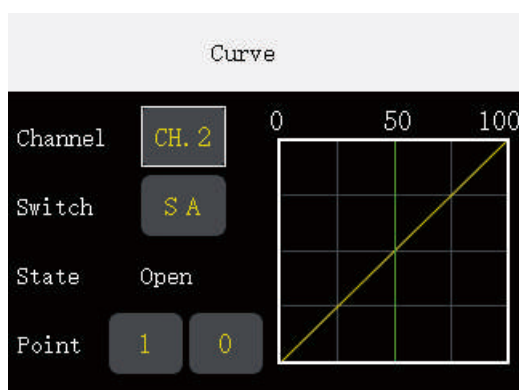 Curve
0 50 100
Channel CH. 2
Switch S A
State Open
Point 1 0